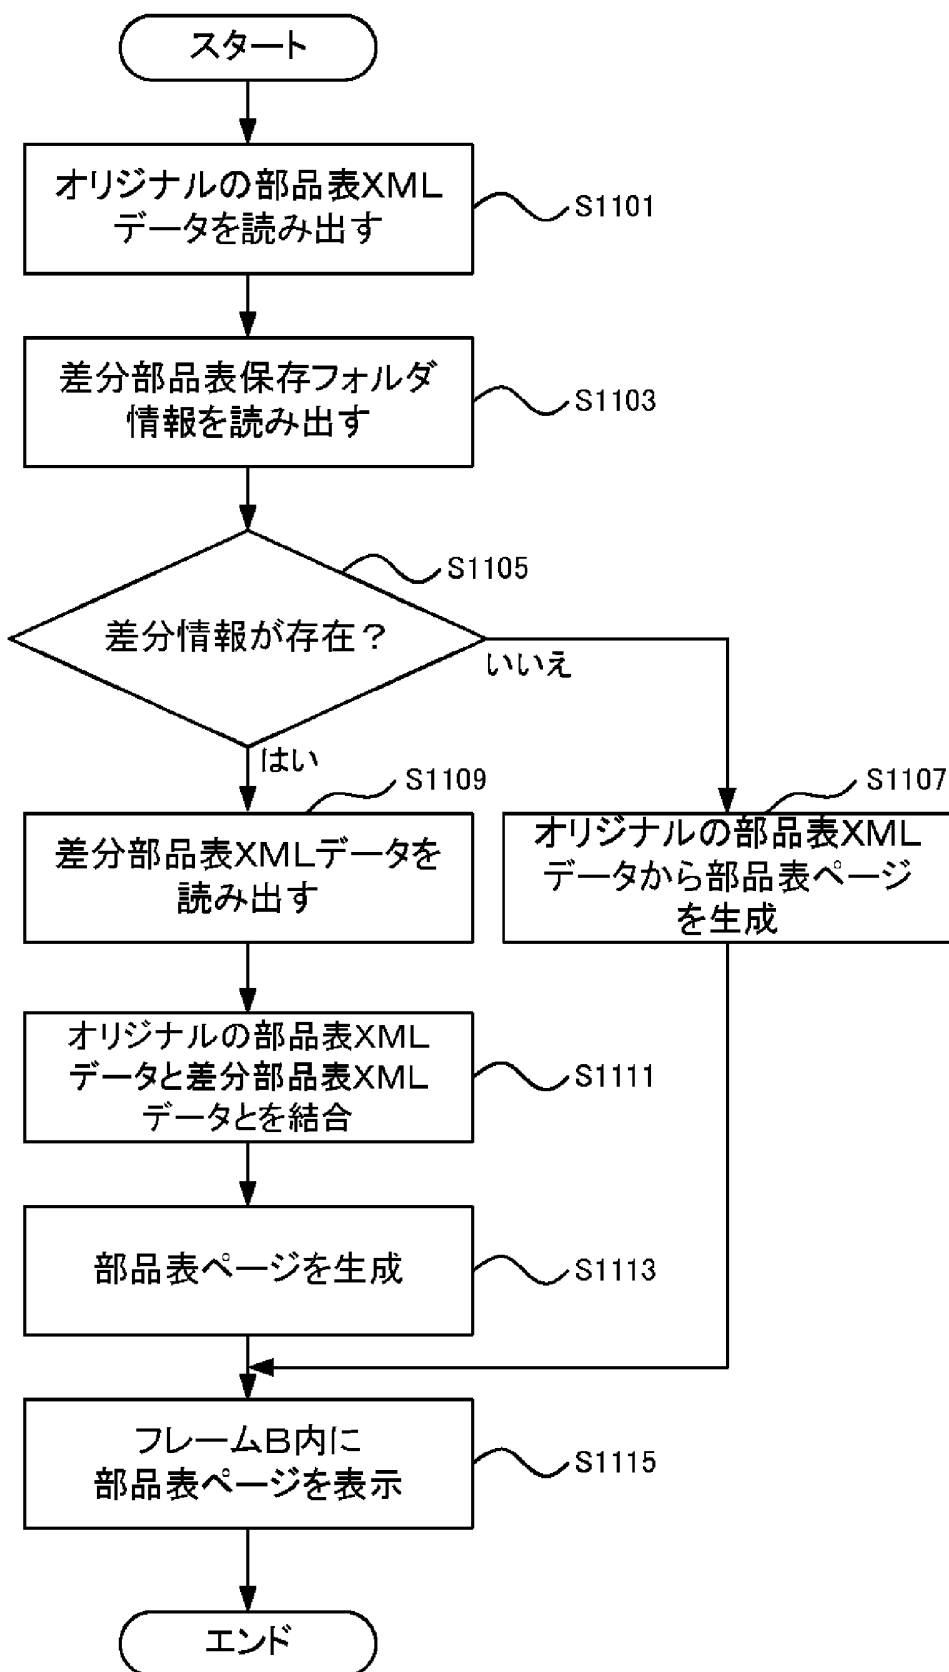 スタート
オリジナルの部品表XML
データを読み出す
S1101
差分部品表保存フォルダ
情報を読み出す
S1103
S1105
差分情報が存在？
いいえ
はい
S1109
S1107
差分部品表XMLデータを
読み出す
オリジナルの部品表XML
データから部品表ページ
を生成
オリジナルの部品表XML
データと差分部品表XML
データとを結合
S1111
部品表ページを生成
S1113
フレームB内に
部品表ページを表示
S1115
エンド